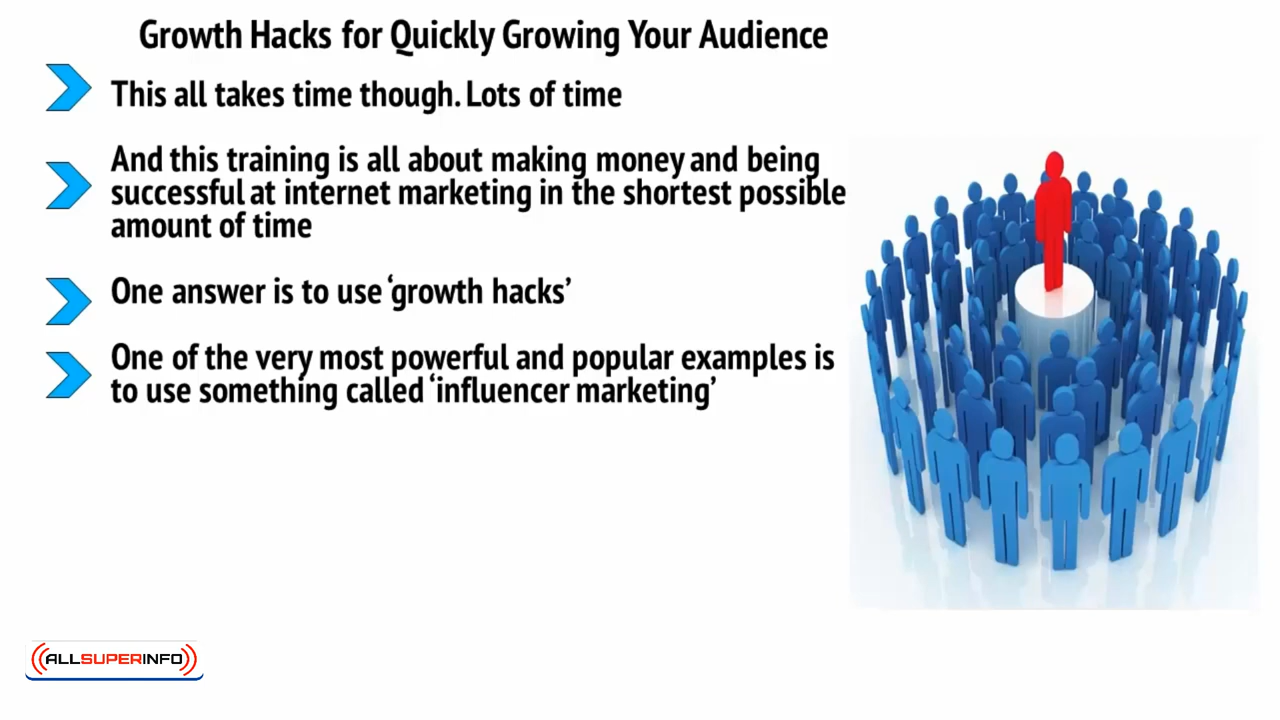 Growth Hacks for Quickly Growing Your Audience
This all takes time though. Lots of time
And this training is all about making money and being
successful at internet marketing in the shortest possible
amount of time
One answer is to use ‘growth hacks’
One of the very most powerful and popular examples is
to use something called ‘influencer marketing’
ALLSUPERINFO